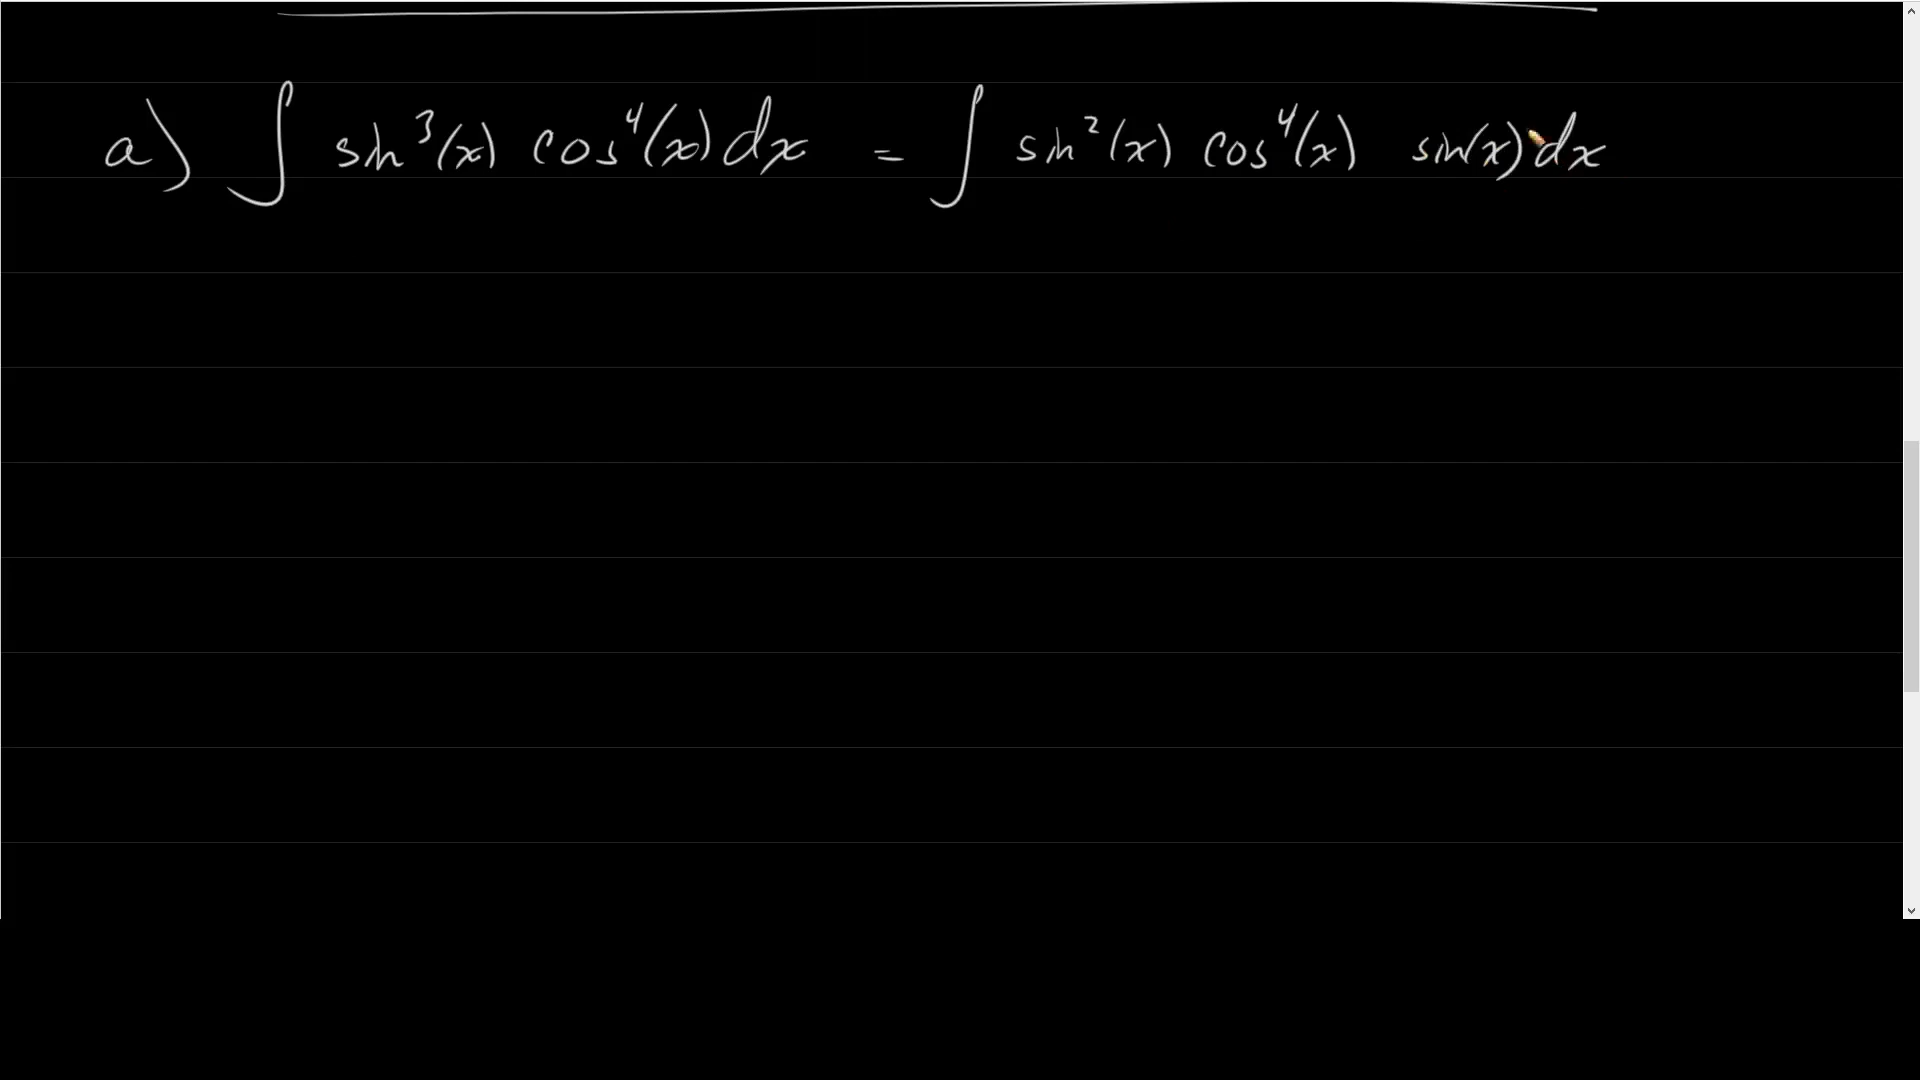 a) ∫ sin³(x) cos⁴(x) dx = ∫ sin²(x) cos⁴(x) sin(x) dx